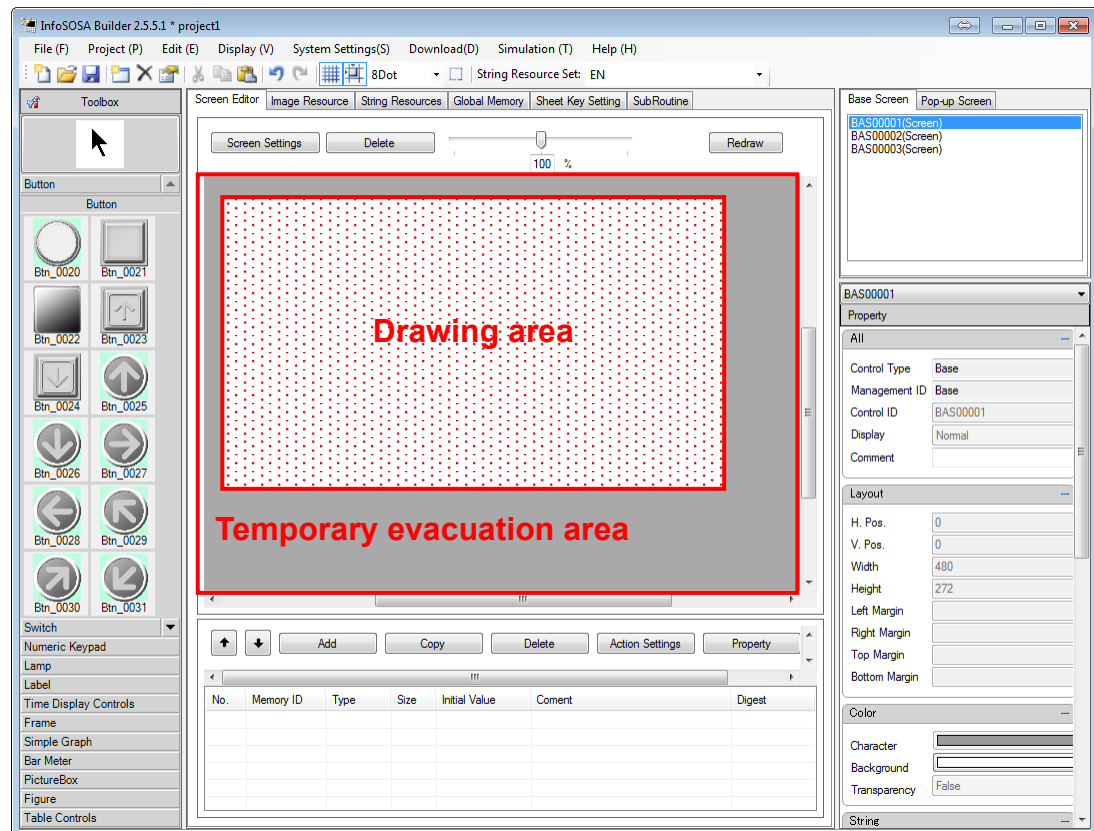 InfoSOSA Builder 2.5.5.1 * project1
File (F) Project (P) Edit (E) Display (V) System Settings(S) Download(D) Simulation (T) Help (H)
8Dot String Resource Set: EN
Toolbox
Button
Button
Btn_0020 Btn_0021
Btn_0022 Btn_0023
Btn_0024 Btn_0025
Btn_0026 Btn_0027
Btn_0028 Btn_0029
Btn_0030 Btn_0031
Switch
Numeric Keypad
Lamp
Label
Time Display Controls
Frame
Simple Graph
Bar Meter
PictureBox
Figure
Table Controls
Screen Editor Image Resource String Resources Global Memory Sheet Key Setting SubRoutine
Screen Settings Delete Redraw
100 %
Drawing area
Temporary evacuation area
Add Copy Delete Action Settings Property
No. Memory ID Type Size Initial Value Coment Digest
Base Screen Pop-up Screen
BAS00001(Screen)
BAS00002(Screen)
BAS00003(Screen)
BAS00001
Property
All
Control Type Base
Management ID Base
Control ID BAS00001
Display Normal
Comment
Layout
H. Pos. 0
V. Pos. 0
Width 480
Height 272
Left Margin
Right Margin
Top Margin
Bottom Margin
Color
Character
Background
Transparency False
String